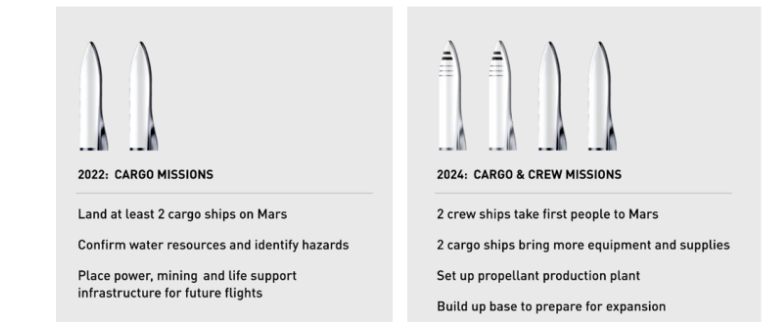 2022: CARGO MISSIONS
Land at least 2 cargo ships on Mars
Confirm water resources and identify hazards
Place power, mining and life support
infrastructure for future flights
2024: CARGO & CREW MISSIONS
2 crew ships take first people to Mars
2 cargo ships bring more equipment and supplies
Set up propellant production plant
Build up base to prepare for expansion